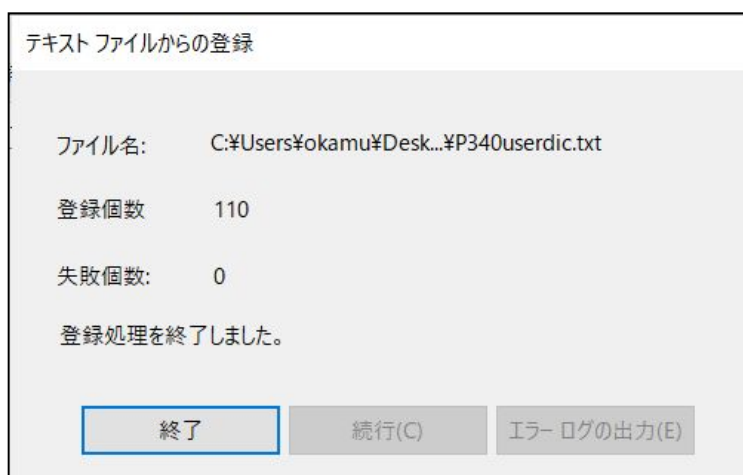 テキスト ファイルからの登録
ファイル名: C:¥Users¥okamu¥Desk...¥P340userdic.txt
登録個数 110
失敗個数: 0
登録処理を終了しました。
終了 続行(C) エラー ログの出力(E)